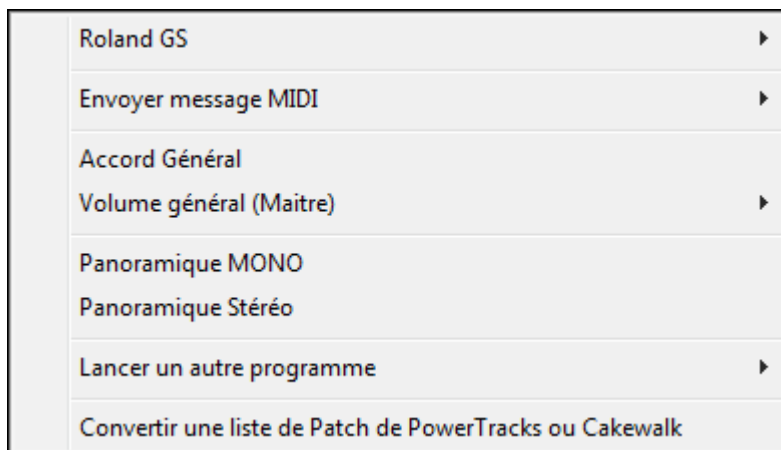 Roland GS
Envoyer message MIDI
Accord Général
Volume général (Maitre)
Panoramique MONO
Panoramique Stéréo
Lancer un autre programme
Convertir une liste de Patch de PowerTracks ou Cakewalk